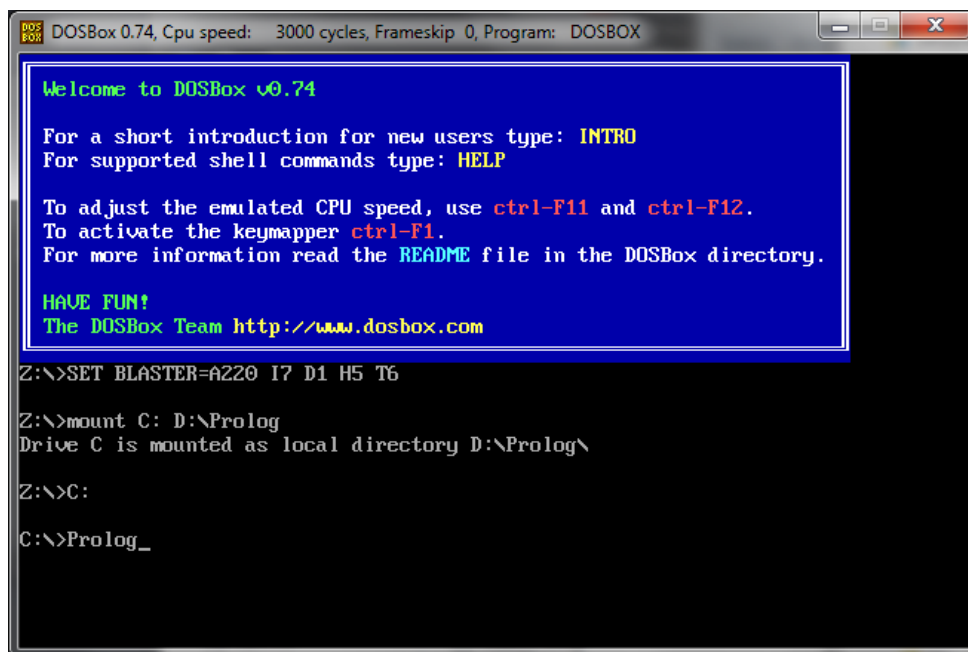 DOS
BOX
DOSBox 0.74, Cpu speed: 3000 cycles, Frameskip 0, Program: DOSBOX
Welcome to DOSBox v0.74
For a short introduction for new users type: INTRO
For supported shell commands type: HELP
To adjust the emulated CPU speed, use ctrl-F11 and ctrl-F12.
To activate the keymapper ctrl-F1.
For more information read the README file in the DOSBox directory.
HAVE FUN!
The DOSBox Team http://www.dosbox.com
Z:\>SET BLASTER=A220 I7 D1 H5 T6
Z:\>mount C: D:\Prolog
Drive C is mounted as local directory D:\Prolog\
Z:\>C:
C:\>Prolog_